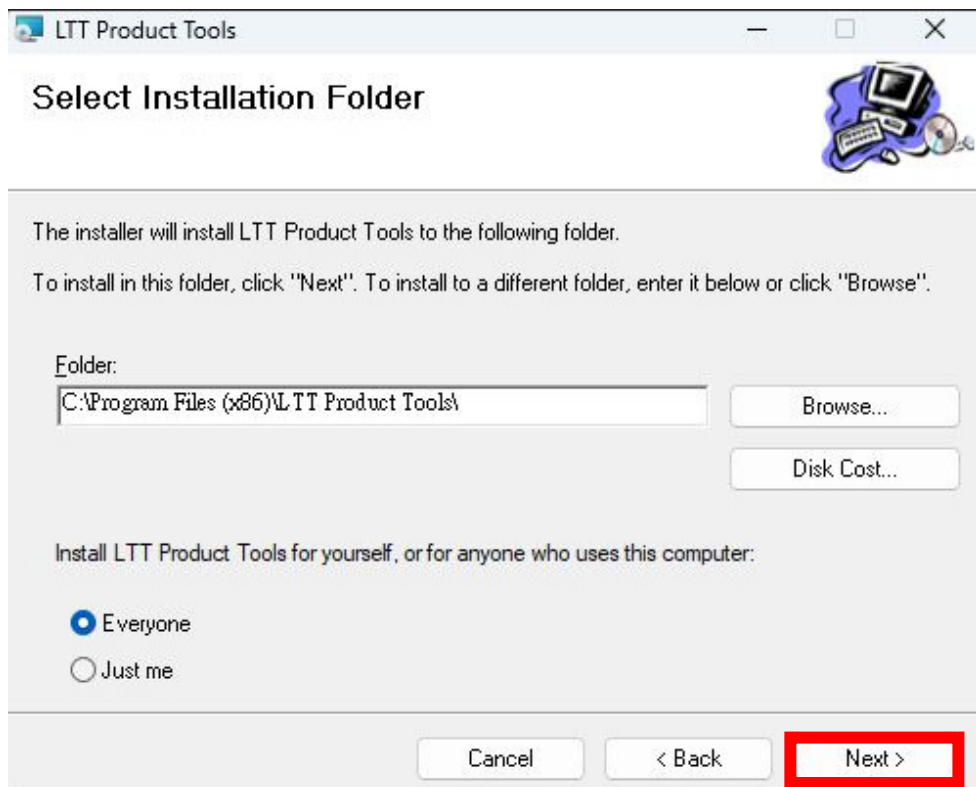 LTT Product Tools
Select Installation Folder
The installer will install LTT Product Tools to the following folder.
To install in this folder, click "Next". To install to a different folder, enter it below or click "Browse".
Folder:
C:\Program Files (x86)\LTT Product Tools\
Browse...
Disk Cost...
Install LTT Product Tools for yourself, or for anyone who uses this computer:
Everyone
Just me
Cancel
< Back
Next >